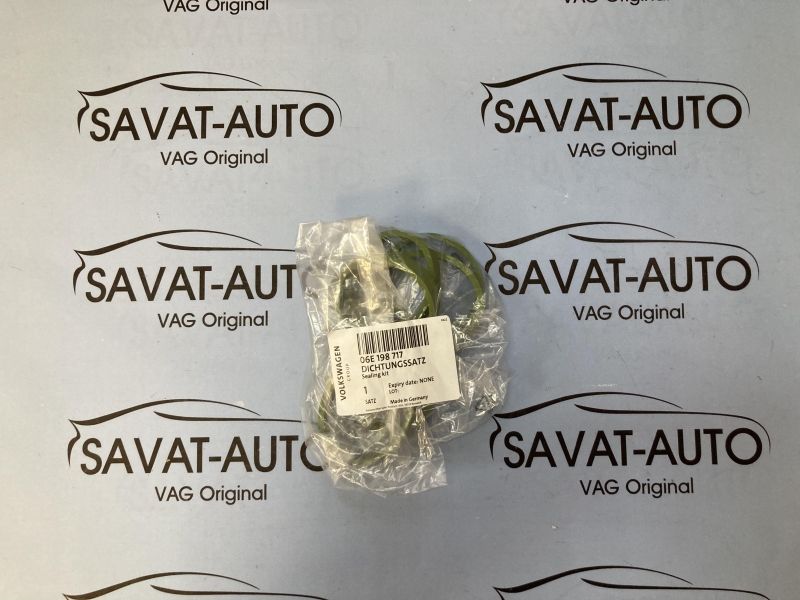 VAG Original
SAVAT-AUTO
VAG Original
SAVAT-AUTO
VAG Original
SAVAT-AUTO
VAG Original
SAVAT-AUTO
VAG Original
VOLKSWAGEN
GROUP
06E 198 717
DICHTUNGSSATZ
Sealing kit
1
Expiry date: NONE
SATZ
LOT:
Made in Germany
SAVAT-AUTO
VAG Original
SAVAT-AUTO
VAG Original